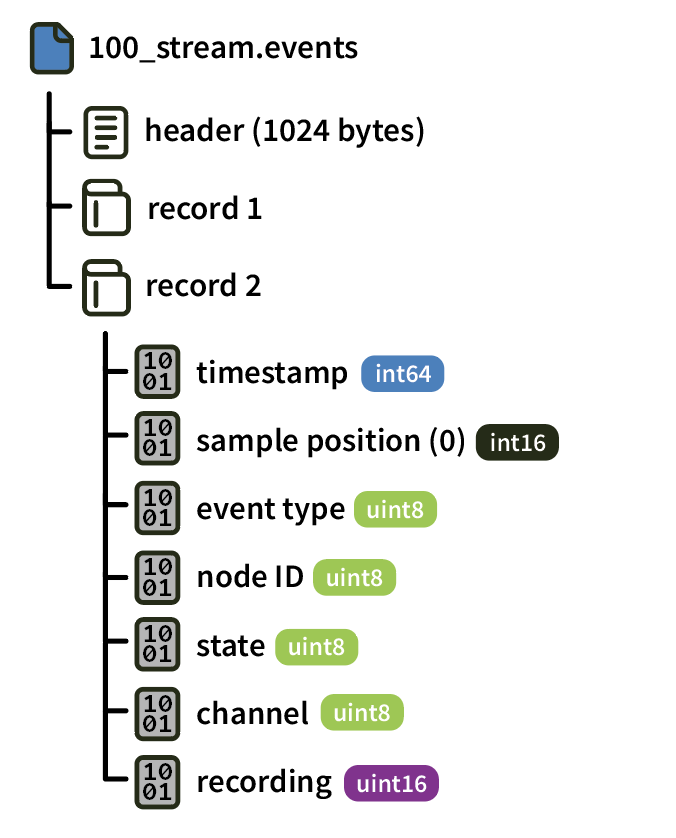 100_stream.events
header (1024 bytes)
record 1
record 2
10
01
timestamp int64
10
01
sample position (0) int16
10
01
event type uint8
10
01
node ID uint8
10
01
state uint8
10
01
channel uint8
10
01
recording uint16